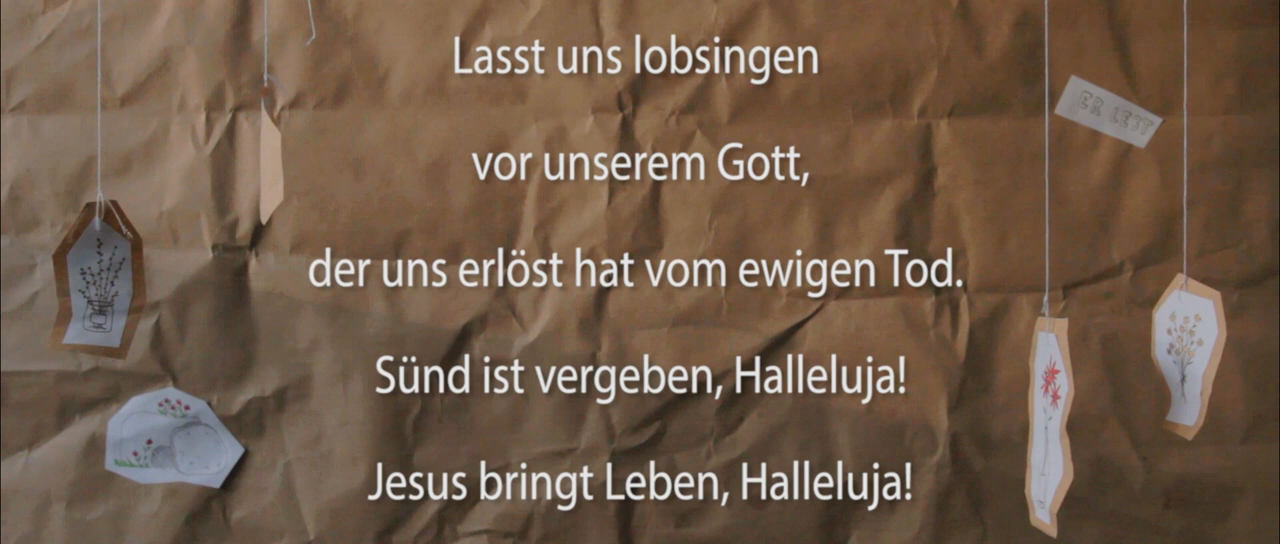 Lasst uns lobsingen
vor unserem Gott,
der uns erlöst hat vom ewigen Tod.
Sünd ist vergeben, Halleluja!
Jesus bringt Leben, Halleluja!
ER LEBT